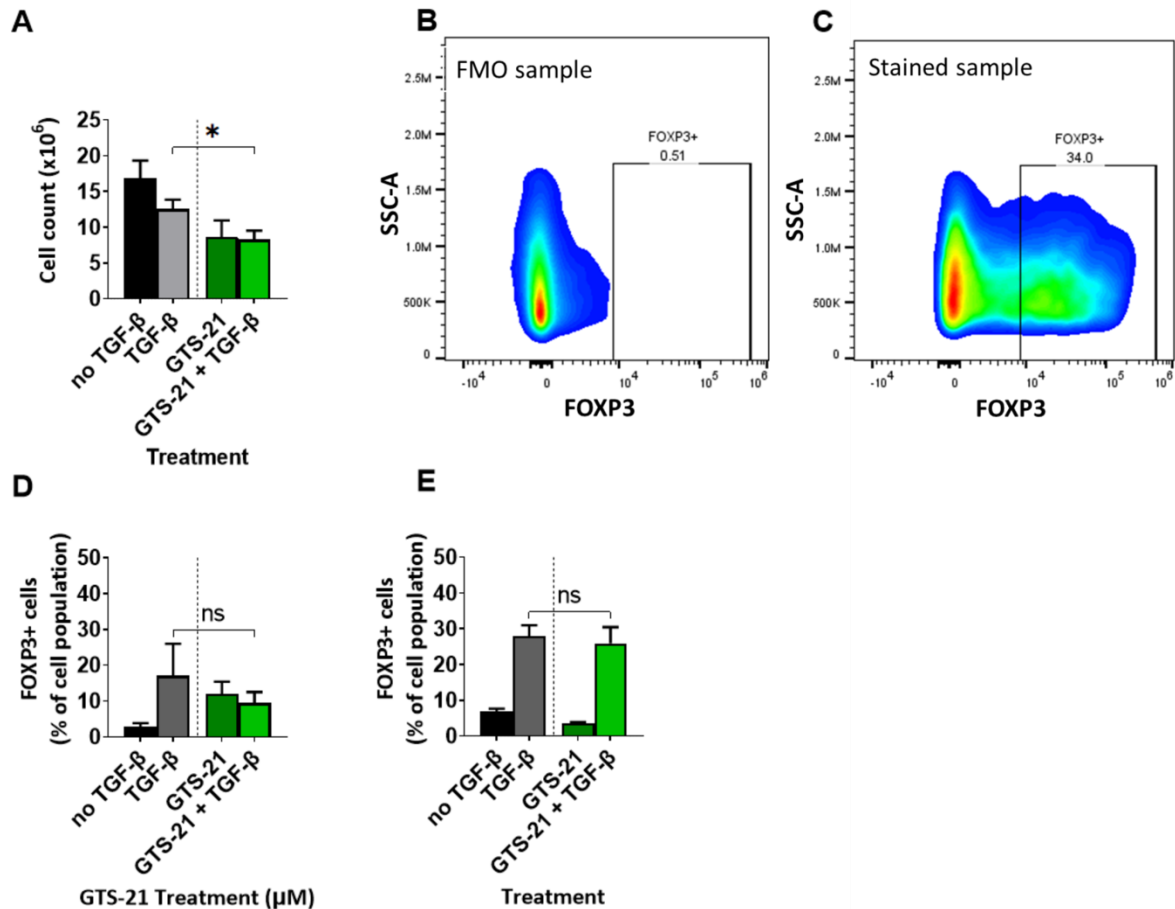 A
Cell count (x10⁶)
25
20
15
10
5
0
*
no TGF-β
TGF-β
GTS-21
GTS-21 + TGF-β
Treatment
B
FMO sample
SSC-A
2.5M
2.0M
1.5M
1.0M
500K
0
FOXP3+
0.51
-10⁴
0
10⁴
10⁵
10⁶
FOXP3
C
Stained sample
SSC-A
2.5M
2.0M
1.5M
1.0M
500K
0
FOXP3+
34.0
-10⁴
0
10⁴
10⁵
10⁶
FOXP3
D
FOXP3+ cells
(% of cell population)
50
40
30
20
10
0
ns
no TGF-β
TGF-β
GTS-21
GTS-21 + TGF-β
GTS-21 Treatment (μM)
E
FOXP3+ cells
(% of cell population)
50
40
30
20
10
0
ns
no TGF-β
TGF-β
GTS-21
GTS-21 + TGF-β
Treatment